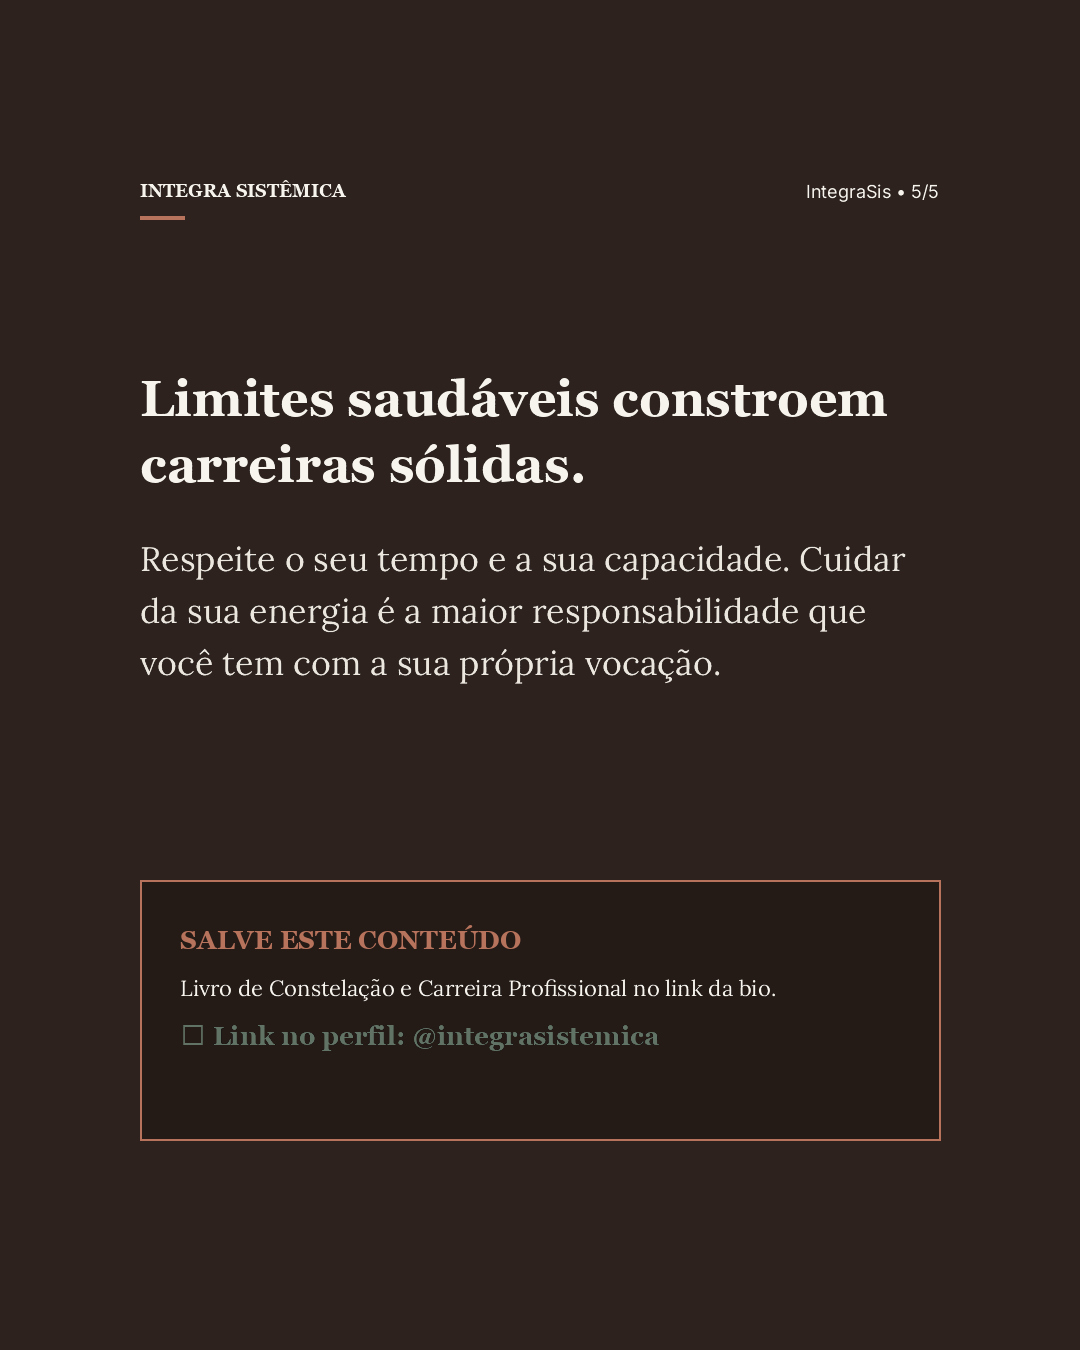 INTEGRA SISTÊMICA
IntegraSis • 5/5
Limites saudáveis constroem
carreiras sólidas.
Respeite o seu tempo e a sua capacidade. Cuidar
da sua energia é a maior responsabilidade que
você tem com a sua própria vocação.
SALVE ESTE CONTEÚDO
Livro de Constelação e Carreira Profissional no link da bio.
☐ Link no perfil: @integrasistemica